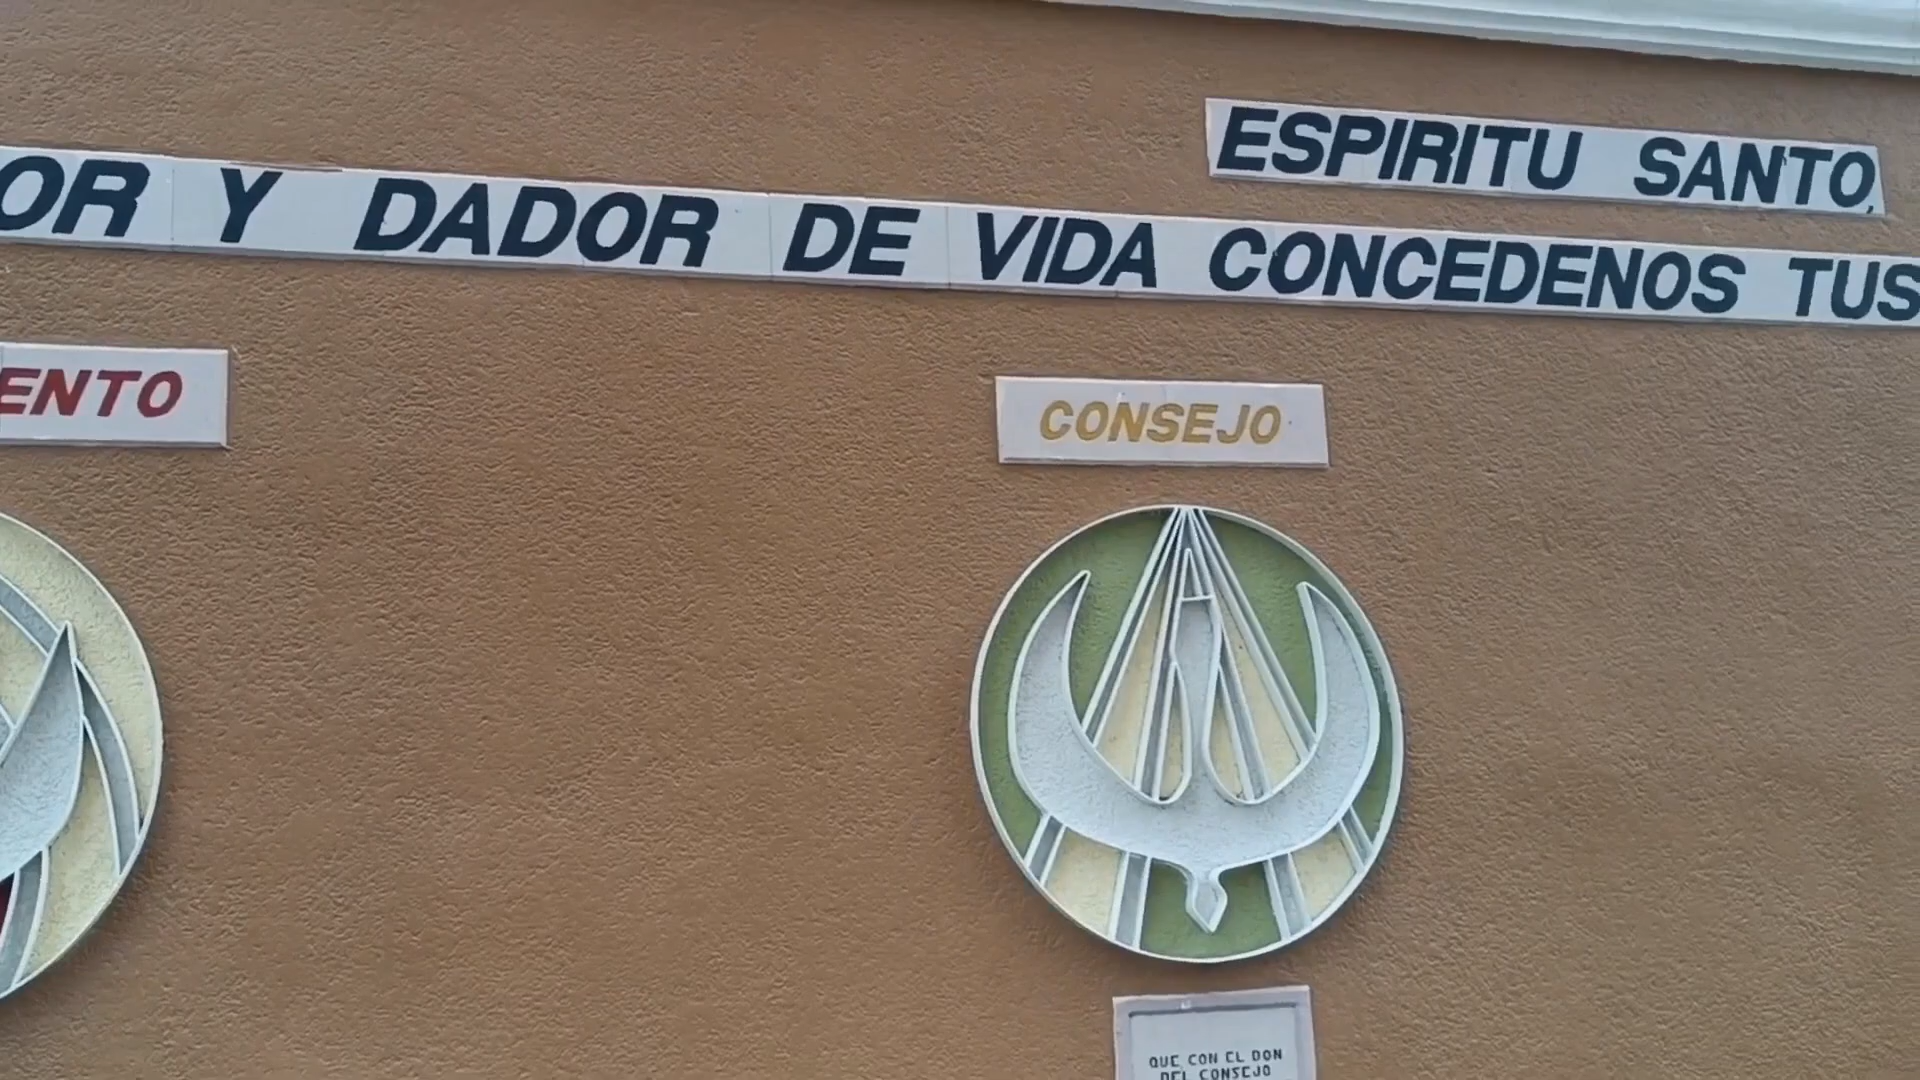 ESPIRITU SANTO,
OR Y DADOR DE VIDA CONCEDENOS TUS
ENTO
CONSEJO
QUE CON EL DON
DEL CONSEJO